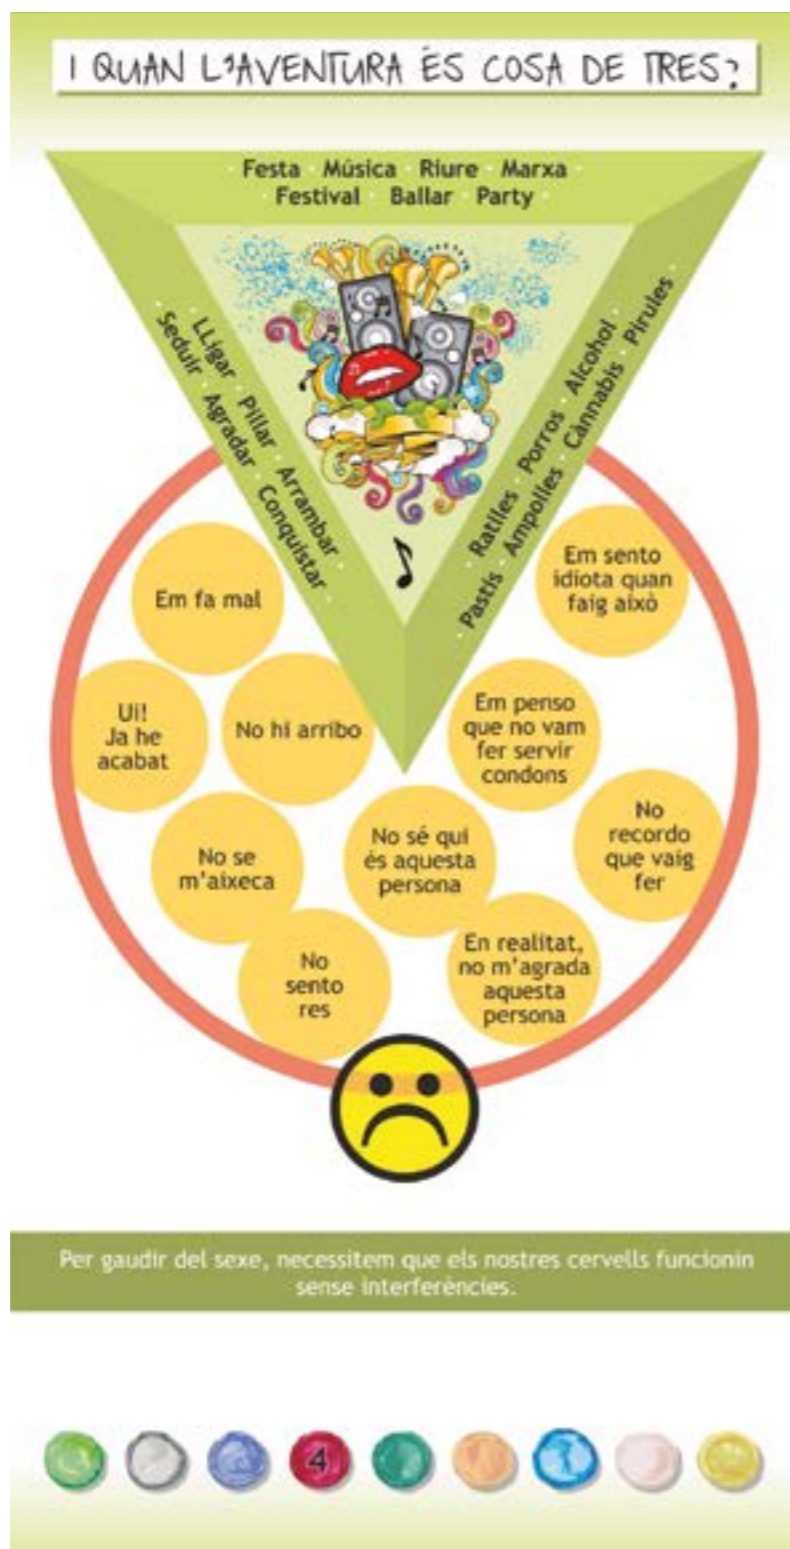 I QUAN L'AVENTURA ÉS COSA DE TRES?
Festa · Música · Riure · Marxa
Festival · Ballar · Party
LLigar · Pillar · Arrambar
Seduir · Agradar · Conquistar
Ratlles · Porros · Alcohol
Pastis · Ampolles · Cànnabis · Pirules
Em fa mal
Em sento
idiota quan
faig això
Ui!
Ja he
acabat
No hi arribo
Em penso
que no vam
fer servir
condons
No se
m'aixeca
No sé qui
és aquesta
persona
No
recordo
que vaig
fer
No
sento
res
En realitat,
no m'agrada
aquesta
persona
Per gaudir del sexe, necessitem que els nostres cervells funcionin
sense interferències.
4